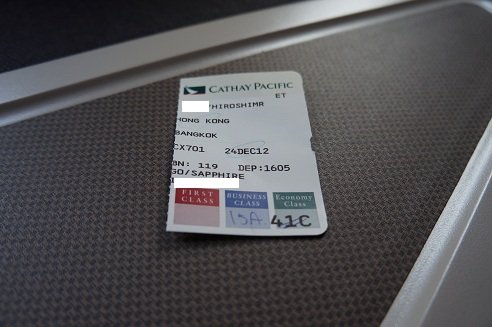 CATHAY PACIFIC
ET
/HIROSHIMR
HONG KONG
BANGKOK
CX701 24DEC12
BN: 119 DEP:1605
GO/SAPPHIRE
FIRST CLASS
BUSINESS CLASS
Economy Class
15A
41C